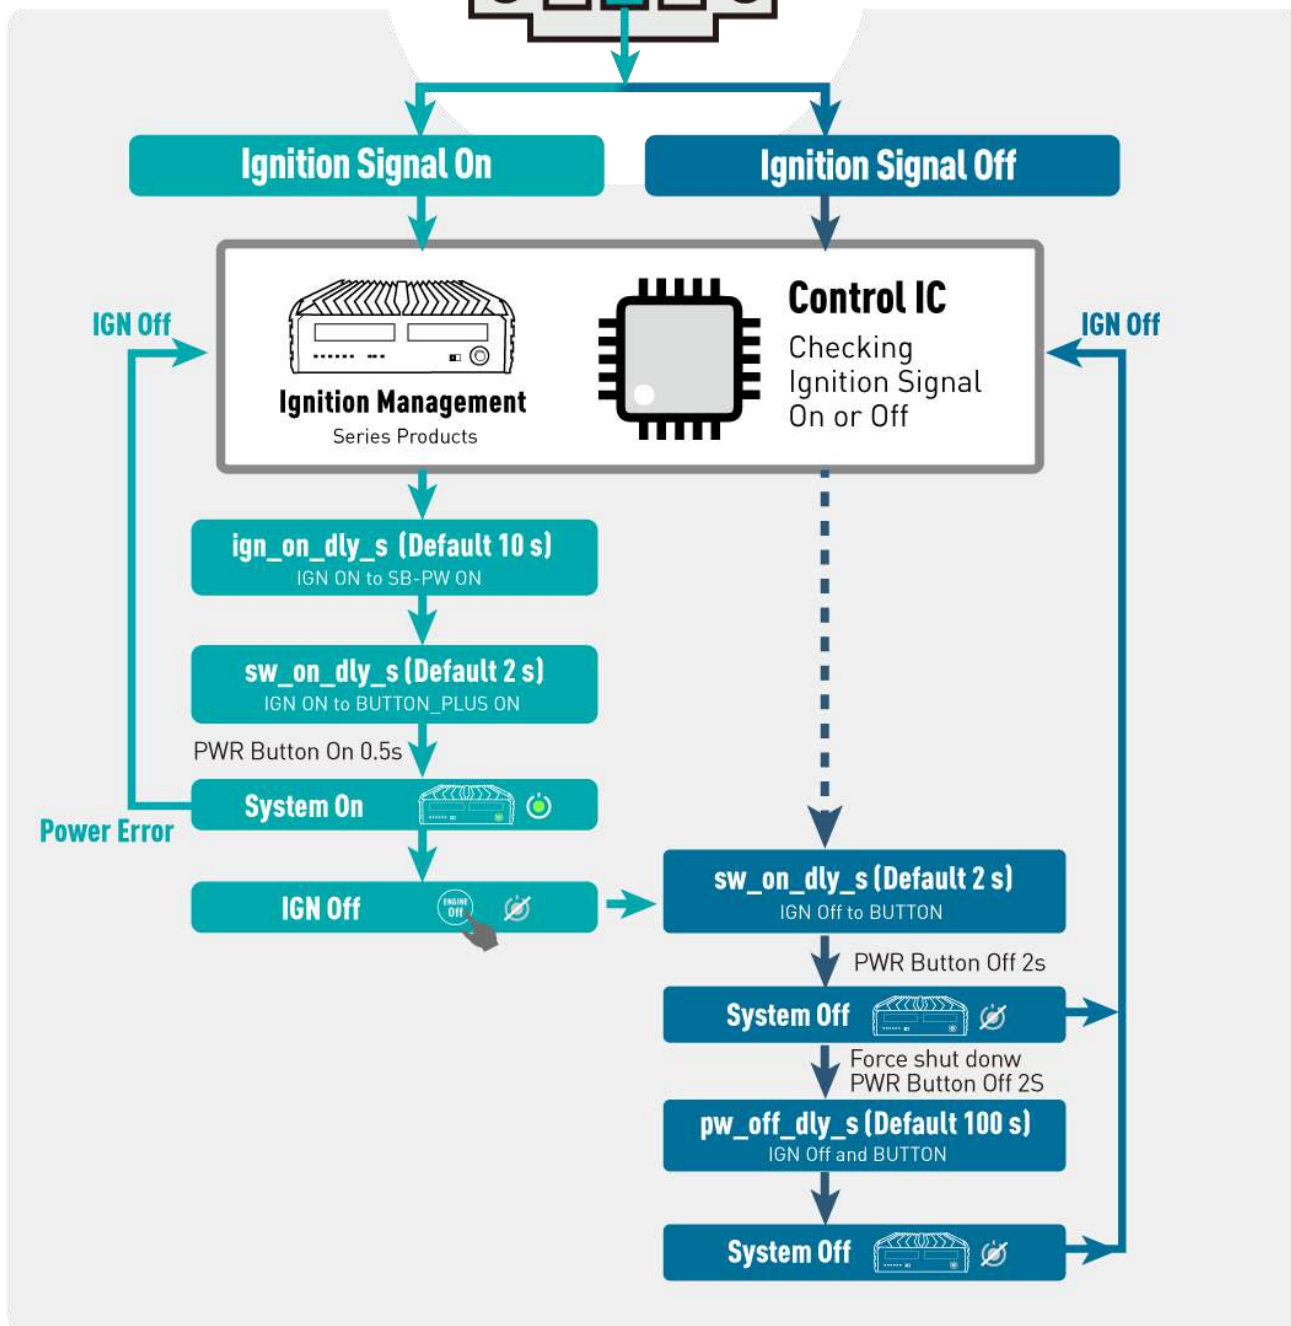 Ignition Signal On
Ignition Signal Off
IGN Off
Ignition Management
Series Products
Control IC
Checking
Ignition Signal
On or Off
IGN Off
ign_on_dly_s (Default 10 s)
IGN ON to SB-PW ON
sw_on_dly_s (Default 2 s)
IGN ON to BUTTON_PLUS ON
PWR Button On 0.5s
System On
Power Error
IGN Off
ENGINE
Off
sw_on_dly_s (Default 2 s)
IGN Off to BUTTON
PWR Button Off 2s
System Off
Force shut donw
PWR Button Off 2S
pw_off_dly_s (Default 100 s)
IGN Off and BUTTON
System Off